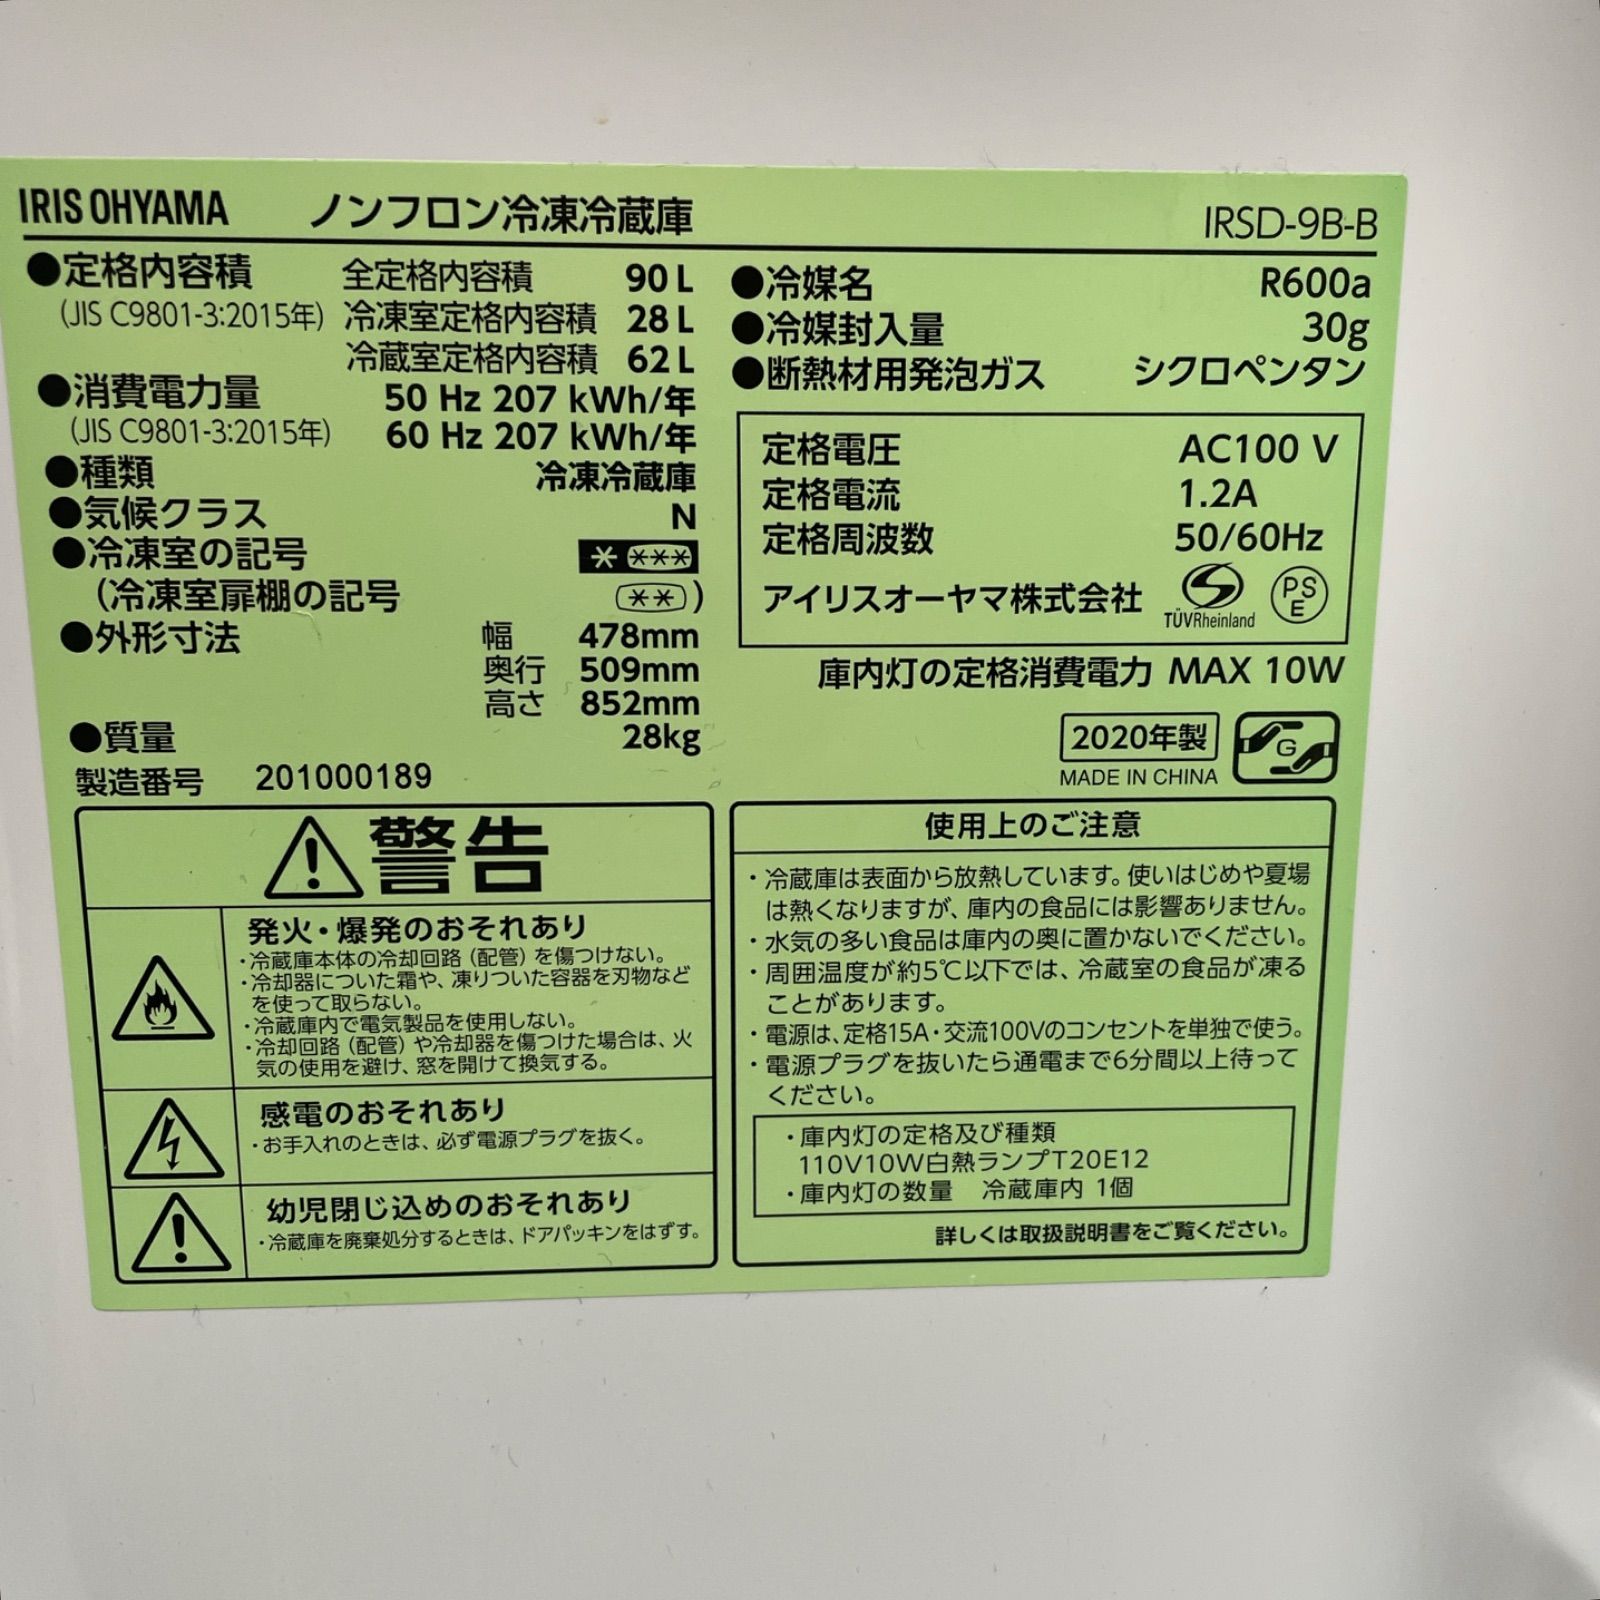 IRIS OHYAMA ノンフロン冷凍冷蔵庫 IRSD-9B-B
●定格内容積 全定格内容積 90 L
(JIS C9801-3:2015年) 冷凍室定格内容積 28 L
冷蔵室定格内容積 62 L
●消費電力量 50 Hz 207 kWh/年
(JIS C9801-3:2015年) 60 Hz 207 kWh/年
●種類 冷凍冷蔵庫
●気候クラス N
●冷凍室の記号 * ***
(冷凍室扉棚の記号 **)
●外形寸法 幅 478mm
奥行 509mm
高さ 852mm
●質量 28kg
製造番号 201000189
●冷媒名 R600a
●冷媒封入量 30g
●断熱材用発泡ガス シクロペンタン
定格電圧 AC100 V
定格電流 1.2A
定格周波数 50/60Hz
アイリスオーヤマ株式会社 TÜVRheinland PS E
庫内灯の定格消費電力 MAX 10W
2020年製
MADE IN CHINA G
警告
発火・爆発のおそれあり
・冷蔵庫本体の冷却回路(配管)を傷つけない。
・冷却器についた霜や、凍りついた容器を刃物など
を使って取らない。
・冷蔵庫内で電気製品を使用しない。
・冷却回路(配管)や冷却器を傷つけた場合は、火
気の使用を避け、窓を開けて換気する。
感電のおそれあり
・お手入れのときは、必ず電源プラグを抜く。
幼児閉じ込めのおそれあり
・冷蔵庫を廃棄処分するときは、ドアパッキンをはずす。
使用上のご注意
・冷蔵庫は表面から放熱しています。使いはじめや夏場
は熱くなりますが、庫内の食品には影響ありません。
・水気の多い食品は庫内の奥に置かないでください。
・周囲温度が約5℃以下では、冷蔵室の食品が凍る
ことがあります。
・電源は、定格15A・交流100Vのコンセントを単独で使う。
・電源プラグを抜いたら通電まで6分間以上待って
ください。
・庫内灯の定格及び種類
110V10W白熱ランプT20E12
・庫内灯の数量 冷蔵庫内 1個
詳しくは取扱説明書をご覧ください。